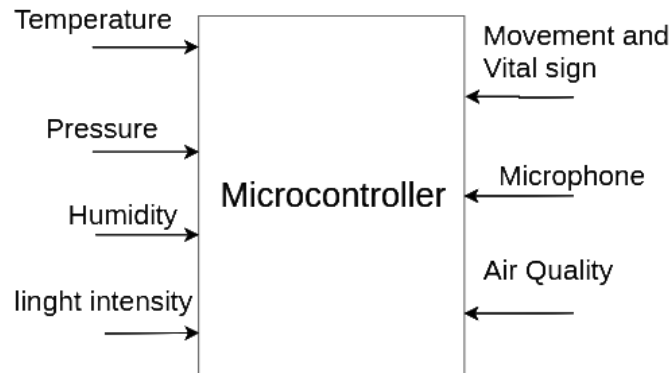 Temperature
Pressure
Humidity
linght intensity
Microcontroller
Movement and
Vital sign
Microphone
Air Quality